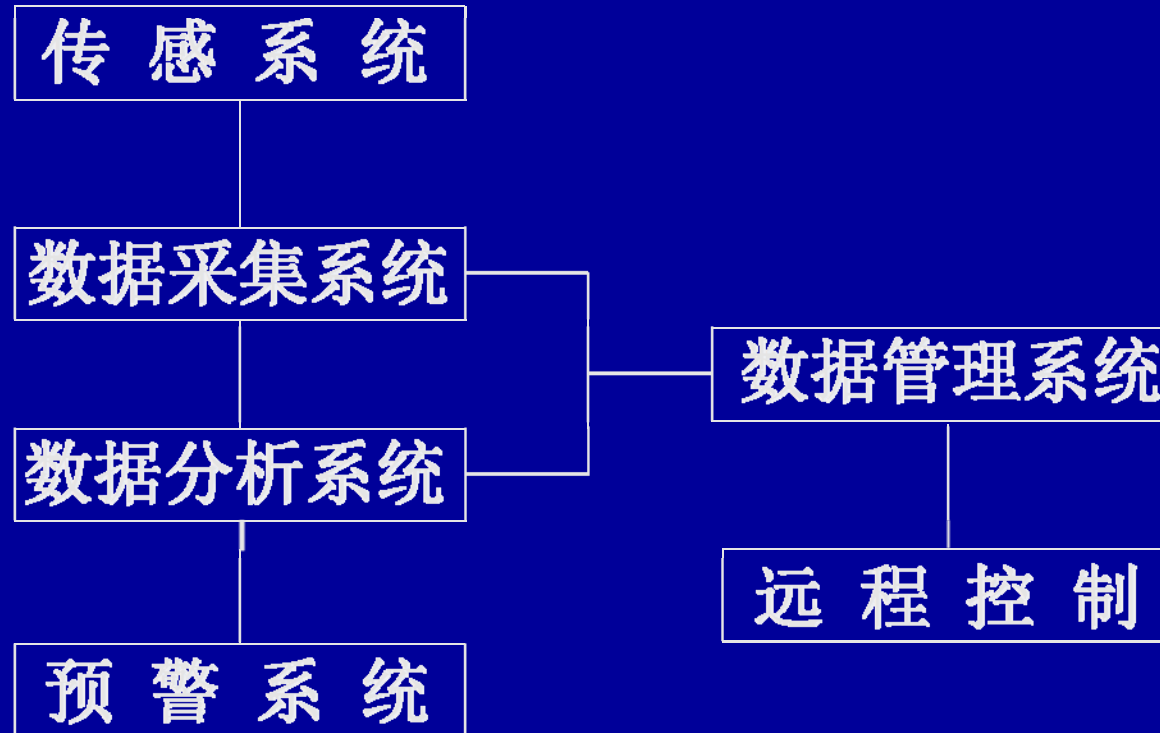 传感系统
数据采集系统
数据管理系统
数据分析系统
远程控制
预警系统